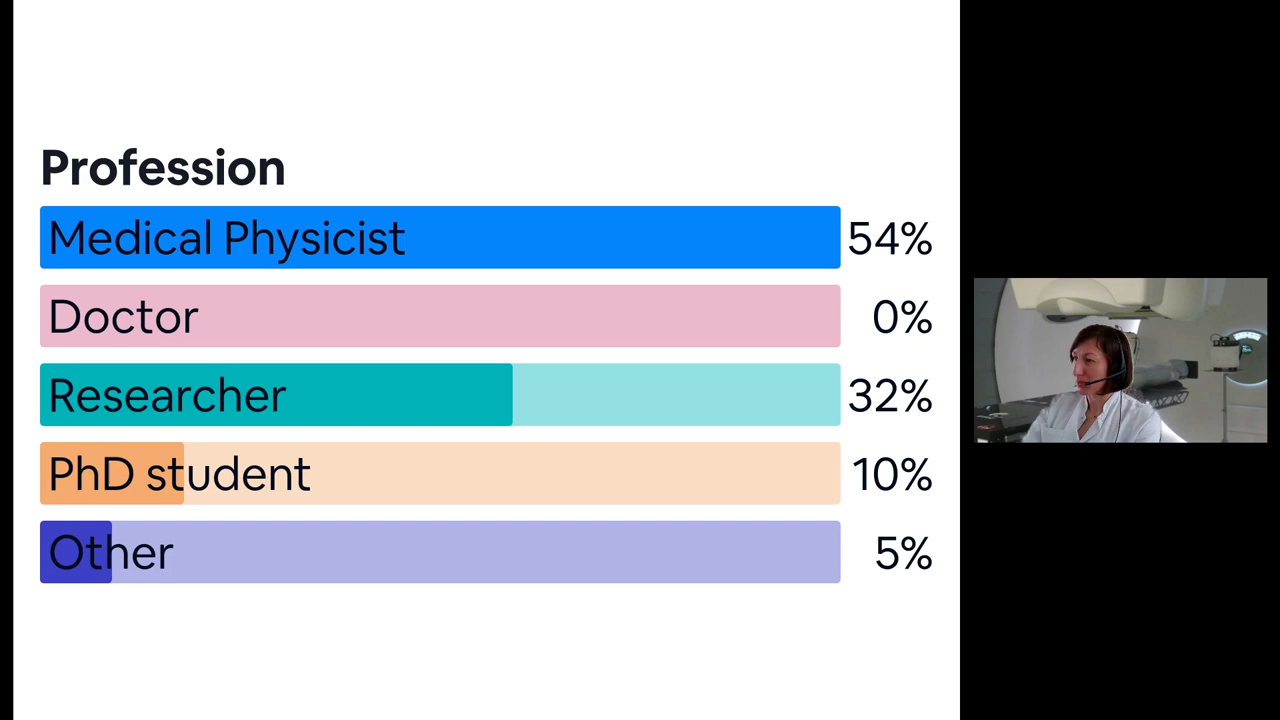 Profession
Medical Physicist 54%
Doctor 0%
Researcher 32%
PhD student 10%
Other 5%